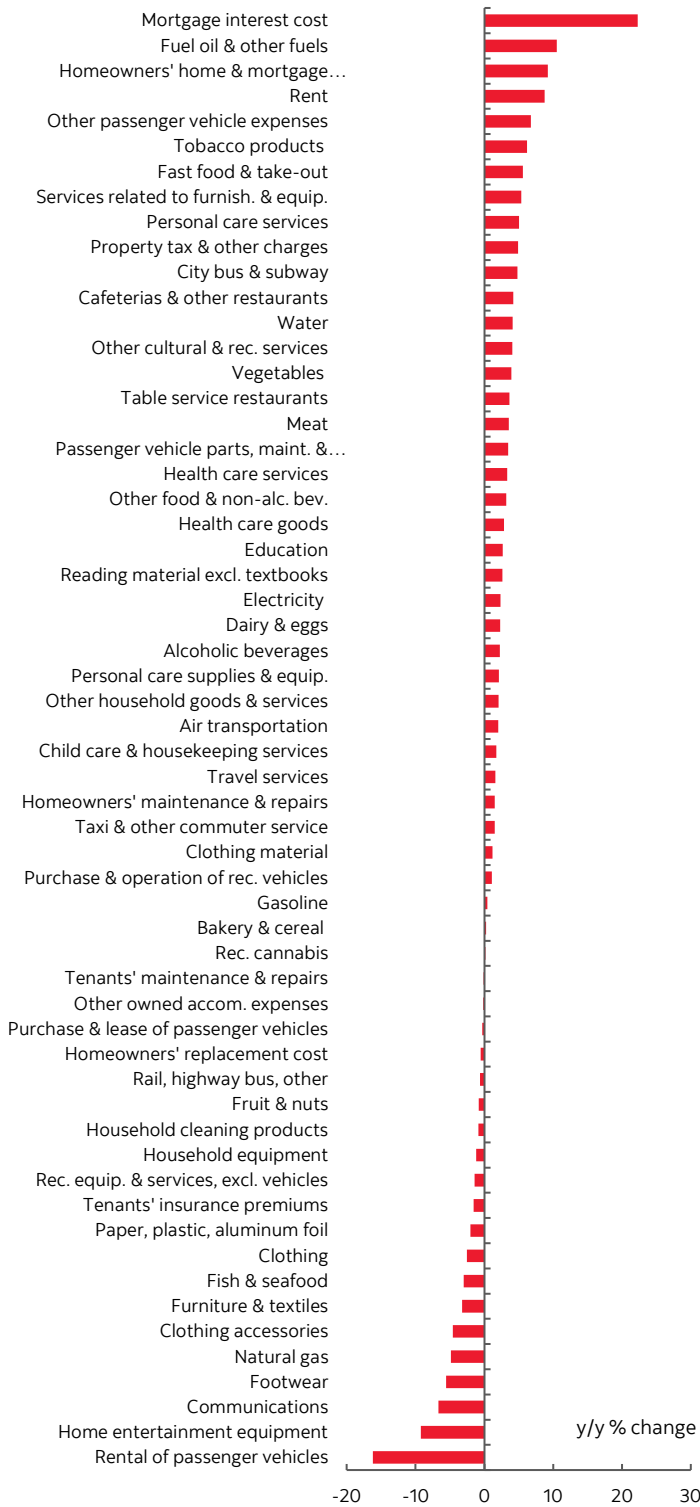 Mortgage interest cost
Fuel oil & other fuels
Homeowners' home & mortgage…
Rent
Other passenger vehicle expenses
Tobacco products
Fast food & take-out
Services related to furnish. & equip.
Personal care services
Property tax & other charges
City bus & subway
Cafeterias & other restaurants
Water
Other cultural & rec. services
Vegetables
Table service restaurants
Meat
Passenger vehicle parts, maint. &…
Health care services
Other food & non-alc. bev.
Health care goods
Education
Reading material excl. textbooks
Electricity
Dairy & eggs
Alcoholic beverages
Personal care supplies & equip.
Other household goods & services
Air transportation
Child care & housekeeping services
Travel services
Homeowners' maintenance & repairs
Taxi & other commuter service
Clothing material
Purchase & operation of rec. vehicles
Gasoline
Bakery & cereal
Rec. cannabis
Tenants' maintenance & repairs
Other owned accom. expenses
Purchase & lease of passenger vehicles
Homeowners' replacement cost
Rail, highway bus, other
Fruit & nuts
Household cleaning products
Household equipment
Rec. equip. & services, excl. vehicles
Tenants' insurance premiums
Paper, plastic, aluminum foil
Clothing
Fish & seafood
Furniture & textiles
Clothing accessories
Natural gas
Footwear
Communications
Home entertainment equipment
y/y % change
Rental of passenger vehicles
-20 -10 0 10 20 30